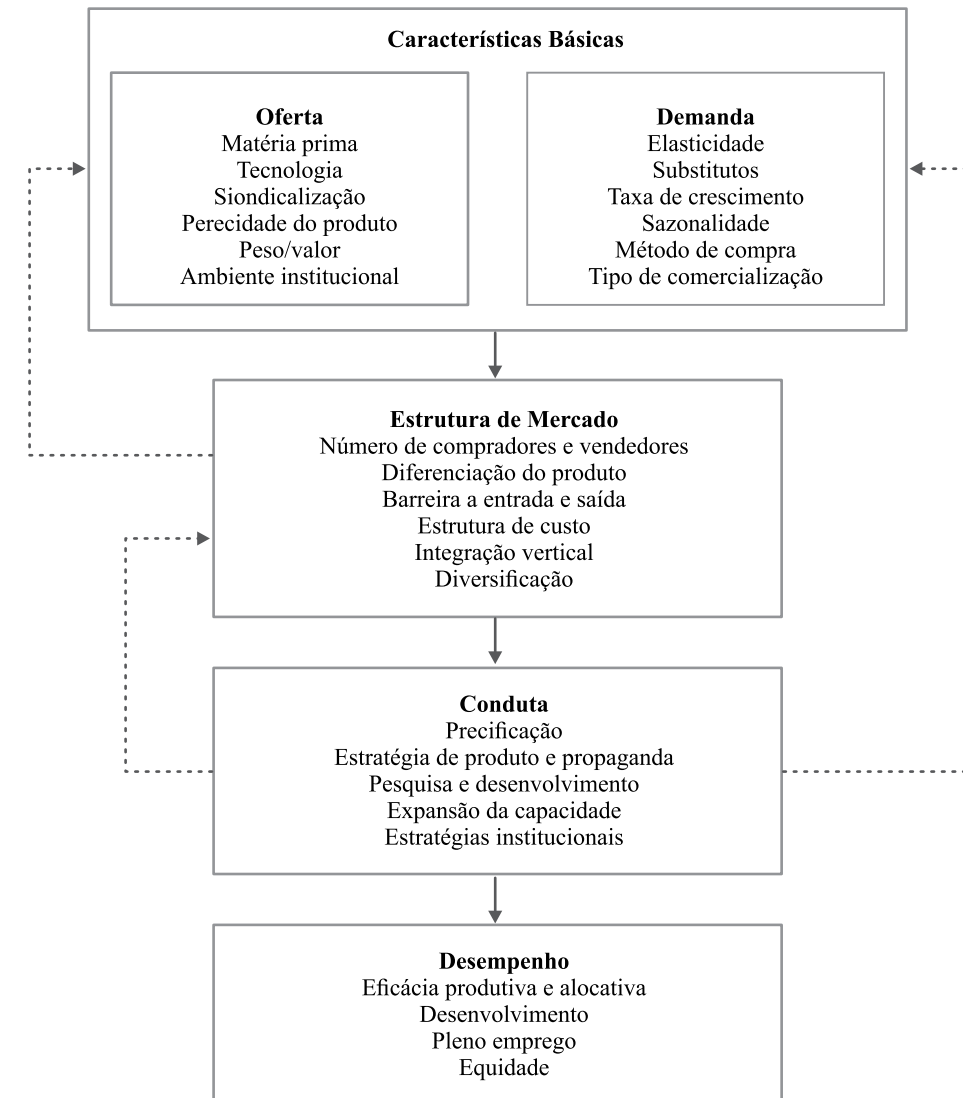 Características Básicas
Oferta
Matéria prima
Tecnologia
Siondicalização
Perecidade do produto
Peso/valor
Ambiente institucional
Demanda
Elasticidade
Substitutos
Taxa de crescimento
Sazonalidade
Método de compra
Tipo de comercialização
Estrutura de Mercado
Número de compradores e vendedores
Diferenciação do produto
Barreira a entrada e saída
Estrutura de custo
Integração vertical
Diversificação
Conduta
Precificação
Estratégia de produto e propaganda
Pesquisa e desenvolvimento
Expansão da capacidade
Estratégias institucionais
Desempenho
Eficácia produtiva e alocativa
Desenvolvimento
Pleno emprego
Equidade